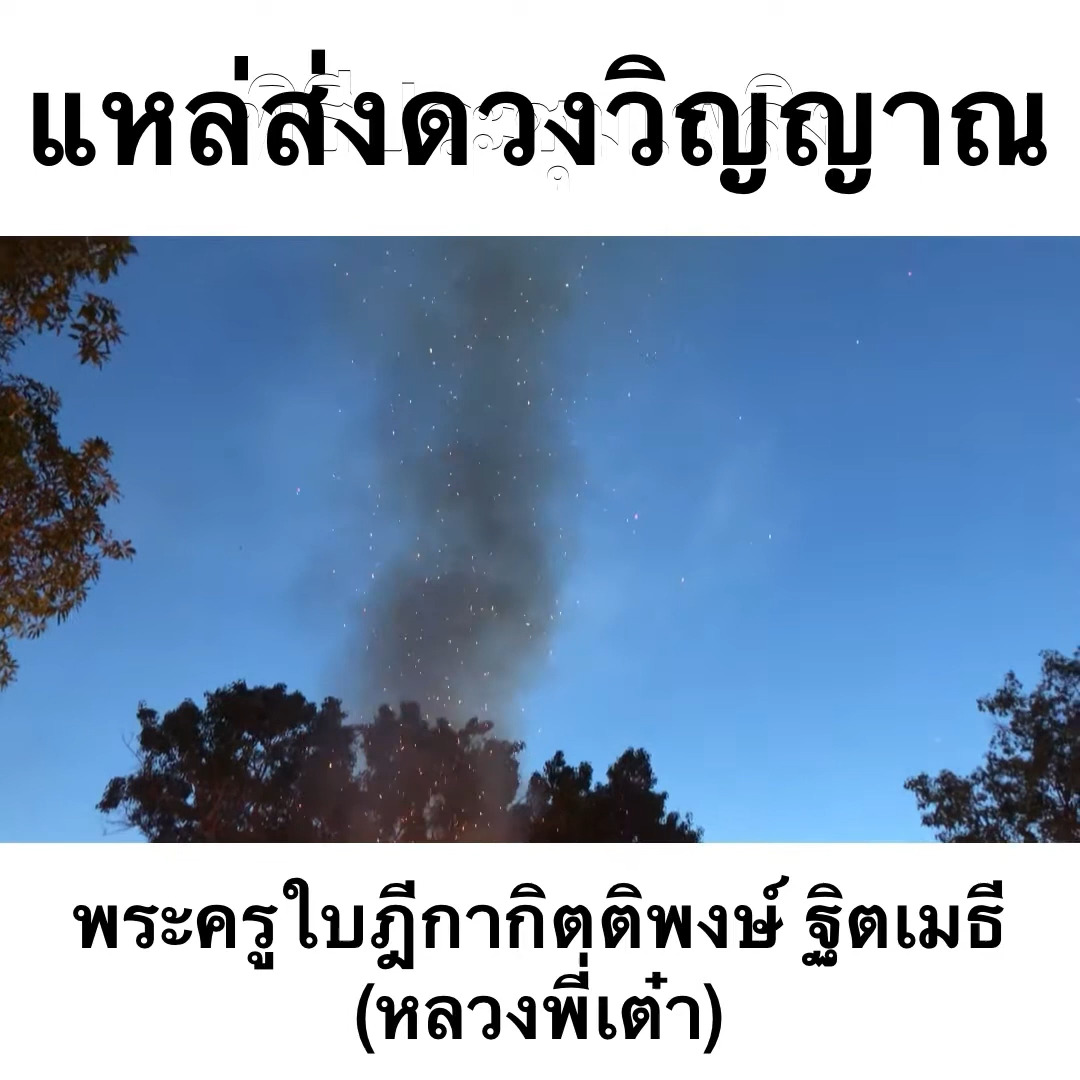 แหล่ส่งดวงวิญญาณ
พระครูใบฎีกากิตติพงษ์ ฐิตเมธี
(หลวงพี่เต๋า)